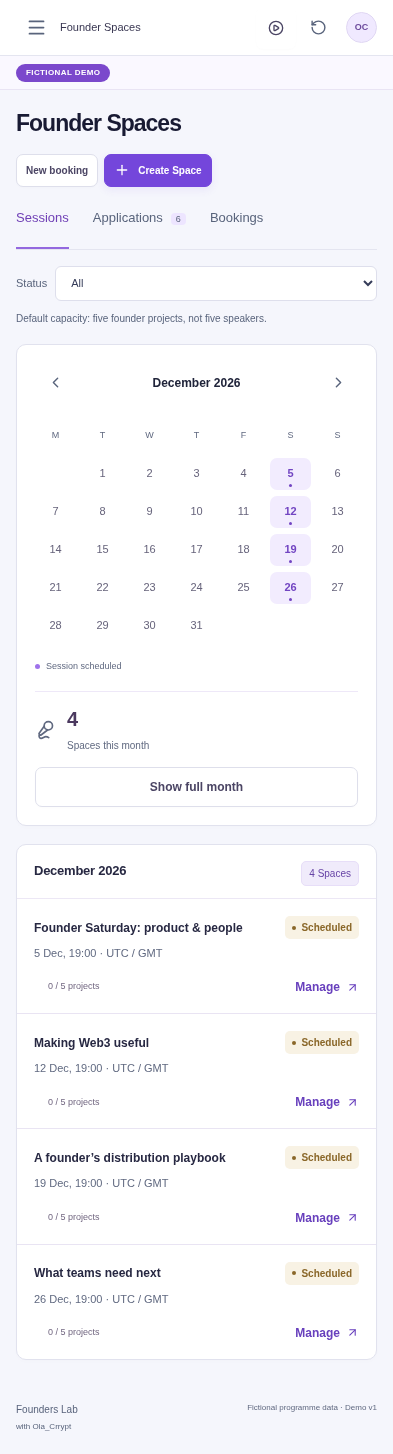 Founder Spaces
OC
FICTIONAL DEMO
Founder Spaces
New booking
Create Space
Sessions Applications 6 Bookings
Status All
Default capacity: five founder projects, not five speakers.
December 2026
M T W T F S S
1 2 3 4 5 6
7 8 9 10 11 12 13
14 15 16 17 18 19 20
21 22 23 24 25 26 27
28 29 30 31
Session scheduled
4
Spaces this month
Show full month
December 2026 4 Spaces
Founder Saturday: product & people Scheduled
5 Dec, 19:00 · UTC / GMT
0 / 5 projects Manage
Making Web3 useful Scheduled
12 Dec, 19:00 · UTC / GMT
0 / 5 projects Manage
A founder’s distribution playbook Scheduled
19 Dec, 19:00 · UTC / GMT
0 / 5 projects Manage
What teams need next Scheduled
26 Dec, 19:00 · UTC / GMT
0 / 5 projects Manage
Founders Lab Fictional programme data · Demo v1
with Ola_Crrypt